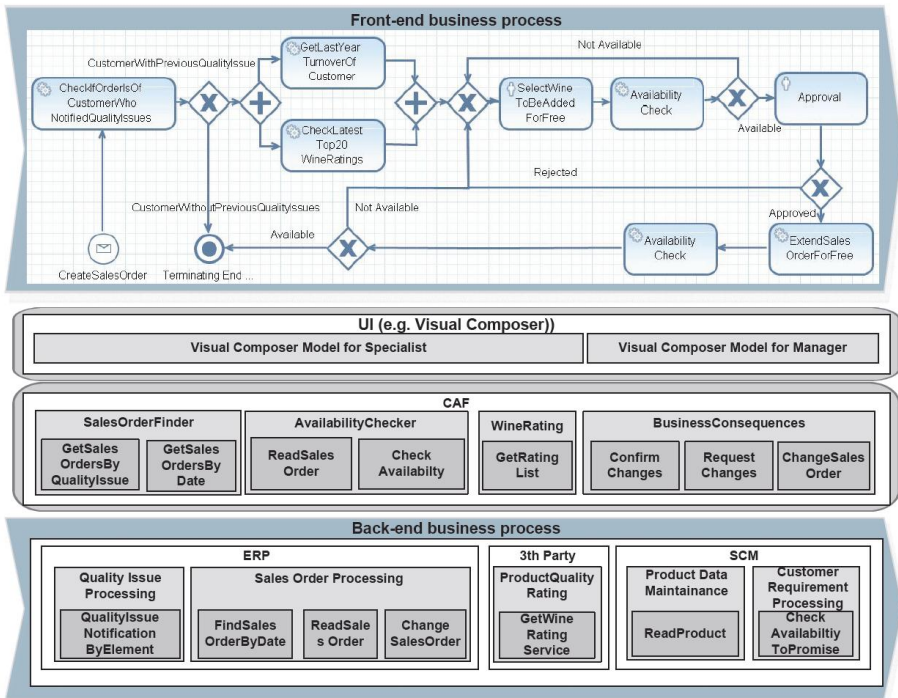 Front-end business process
CustomerWithPreviousQualityIssue
GetLastYear
TurnoverOf
Customer
Not Available
CheckIfOrderIsOf
CustomerWho
NotifiedQualityIssues
CheckLatest
Top20
WineRatings
SelectWine
ToBeAdded
ForFree
Availability
Check
Available
Approval
Rejected
CustomerWithoutPreviousQualityIssues
Not Available
Approved
Available
Availability
Check
ExtendSales
OrderForFree
CreateSalesOrder
Terminating End ...
UI (e.g. Visual Composer))
Visual Composer Model for Specialist
Visual Composer Model for Manager
CAF
SalesOrderFinder
GetSales
OrdersBy
QualityIssue
GetSales
OrdersBy
Date
AvailabilityChecker
ReadSales
Order
Check
Availabilty
WineRating
GetRating
List
BusinessConsequences
Confirm
Changes
Request
Changes
ChangeSales
Order
Back-end business process
ERP
Quality Issue
Processing
QualityIssue
Notification
ByElement
Sales Order Processing
FindSales
OrderByDate
ReadSale
s Order
Change
SalesOrder
3th Party
ProductQuality
Rating
GetWine
Rating
Service
SCM
Product Data
Maintainance
ReadProduct
Customer
Requirement
Processing
Check
Availabiltiy
ToPromise